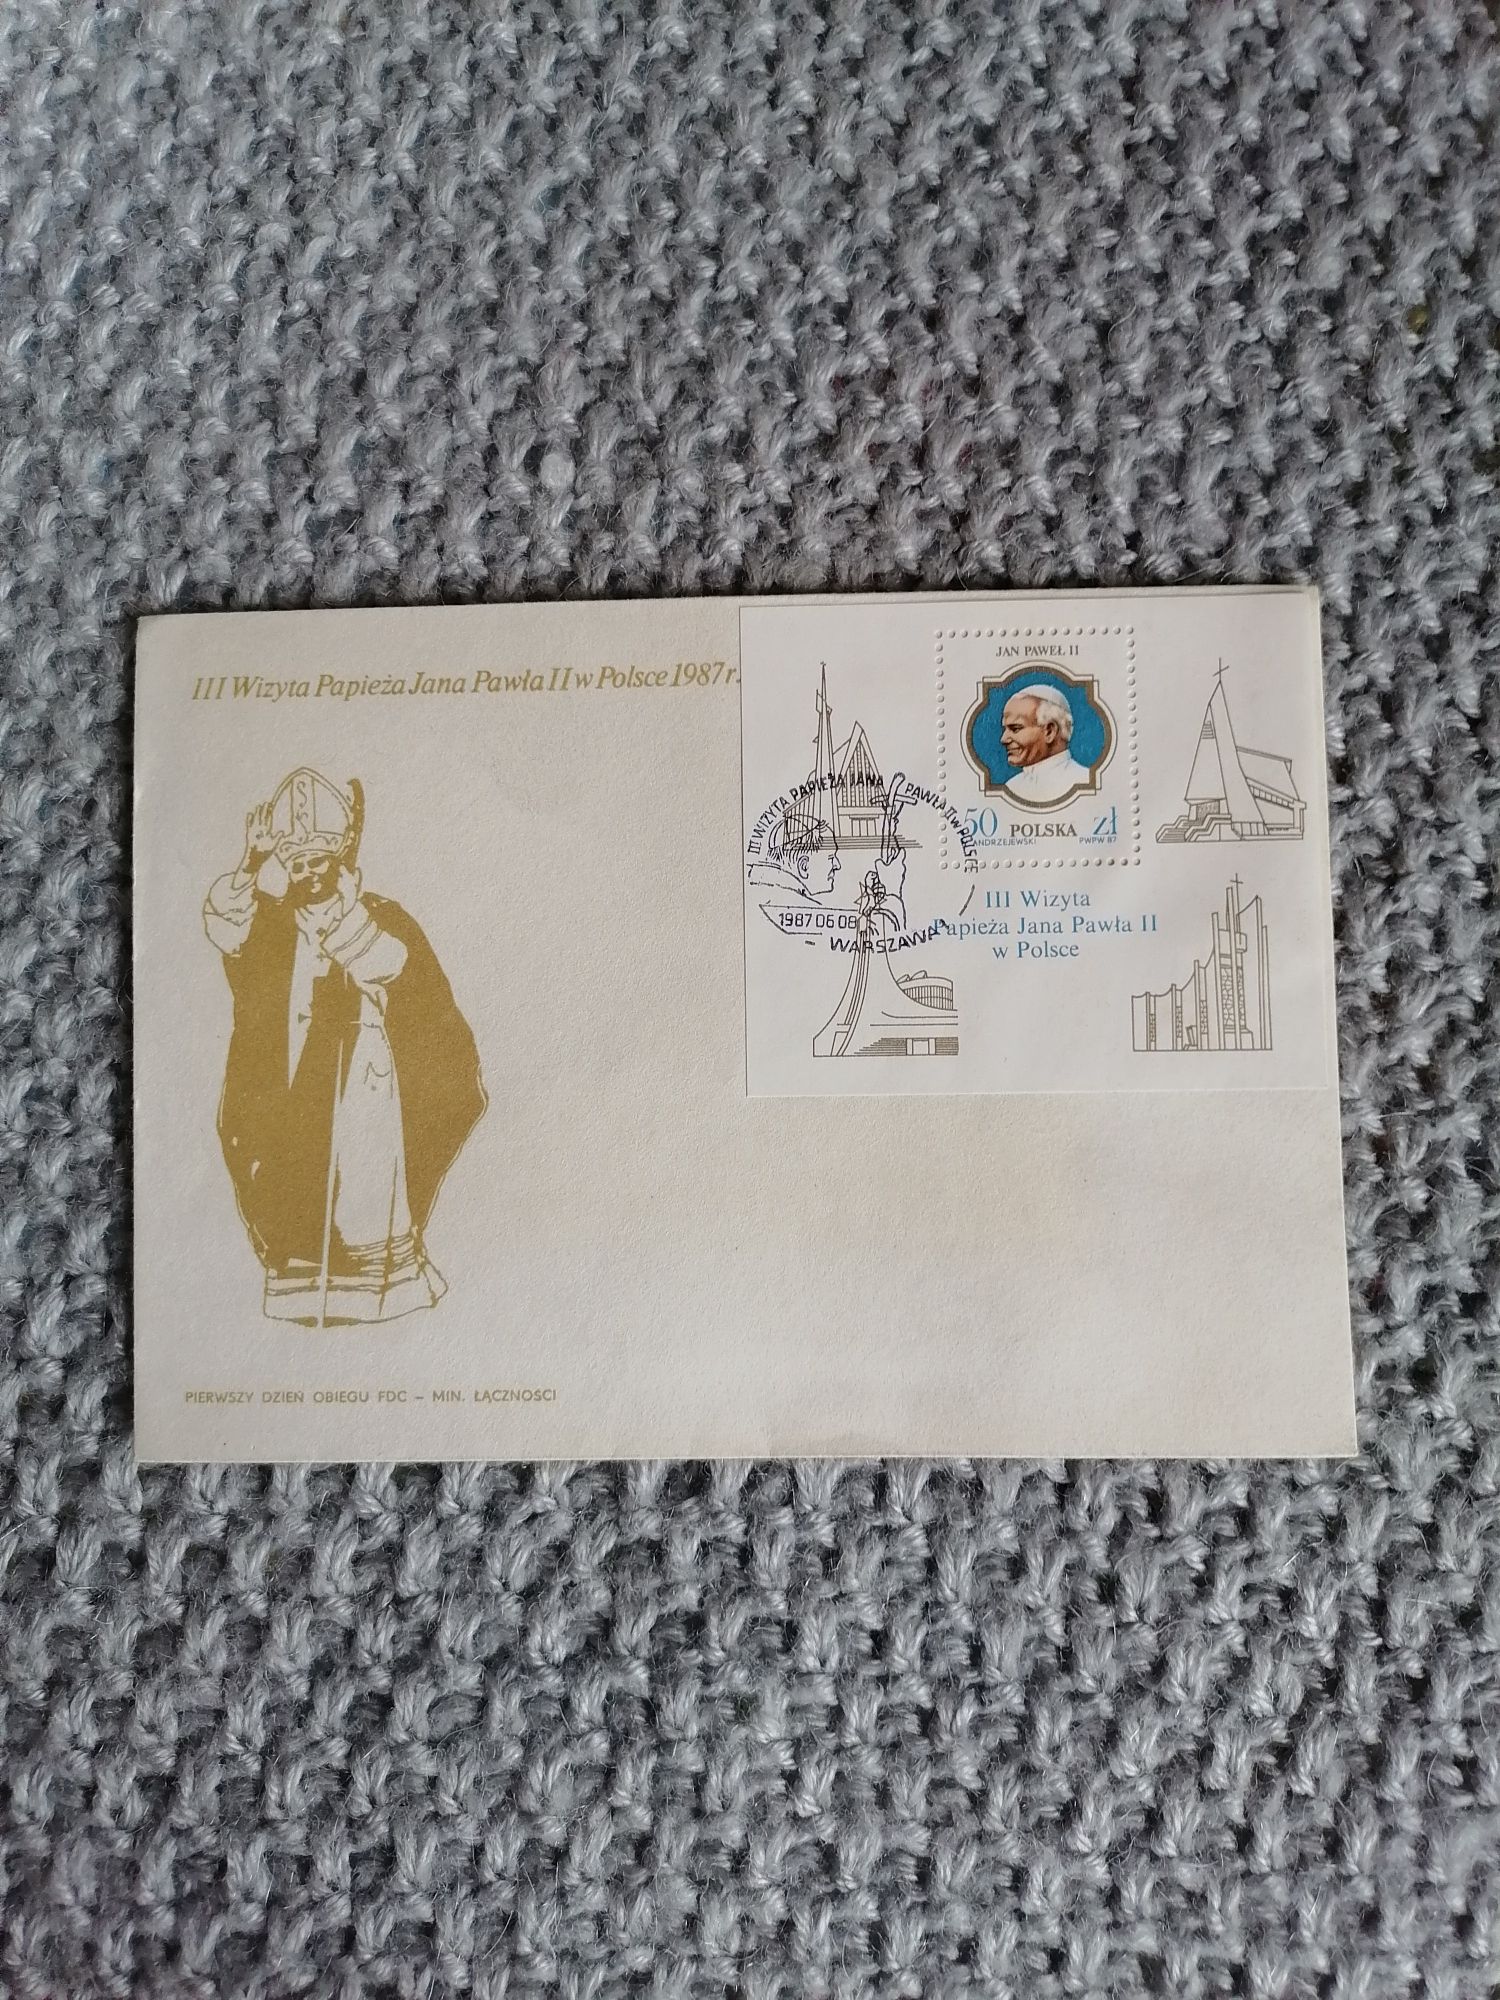 III Wizyta Papieża Jana Pawła II w Polsce 1987 r.
JAN PAWEŁ II
50 POLSKA zł
ANDRZEJEWSKI PWPW 87
III WIZYTA PAPIEŻA JANA PAWŁA II w POLSCE
1987 06 08
WARSZAWA
III Wizyta
Papieża Jana Pawła II
w Polsce
PIERWSZY DZIEŃ OBIEGU FDC – MIN. ŁĄCZNOŚCI